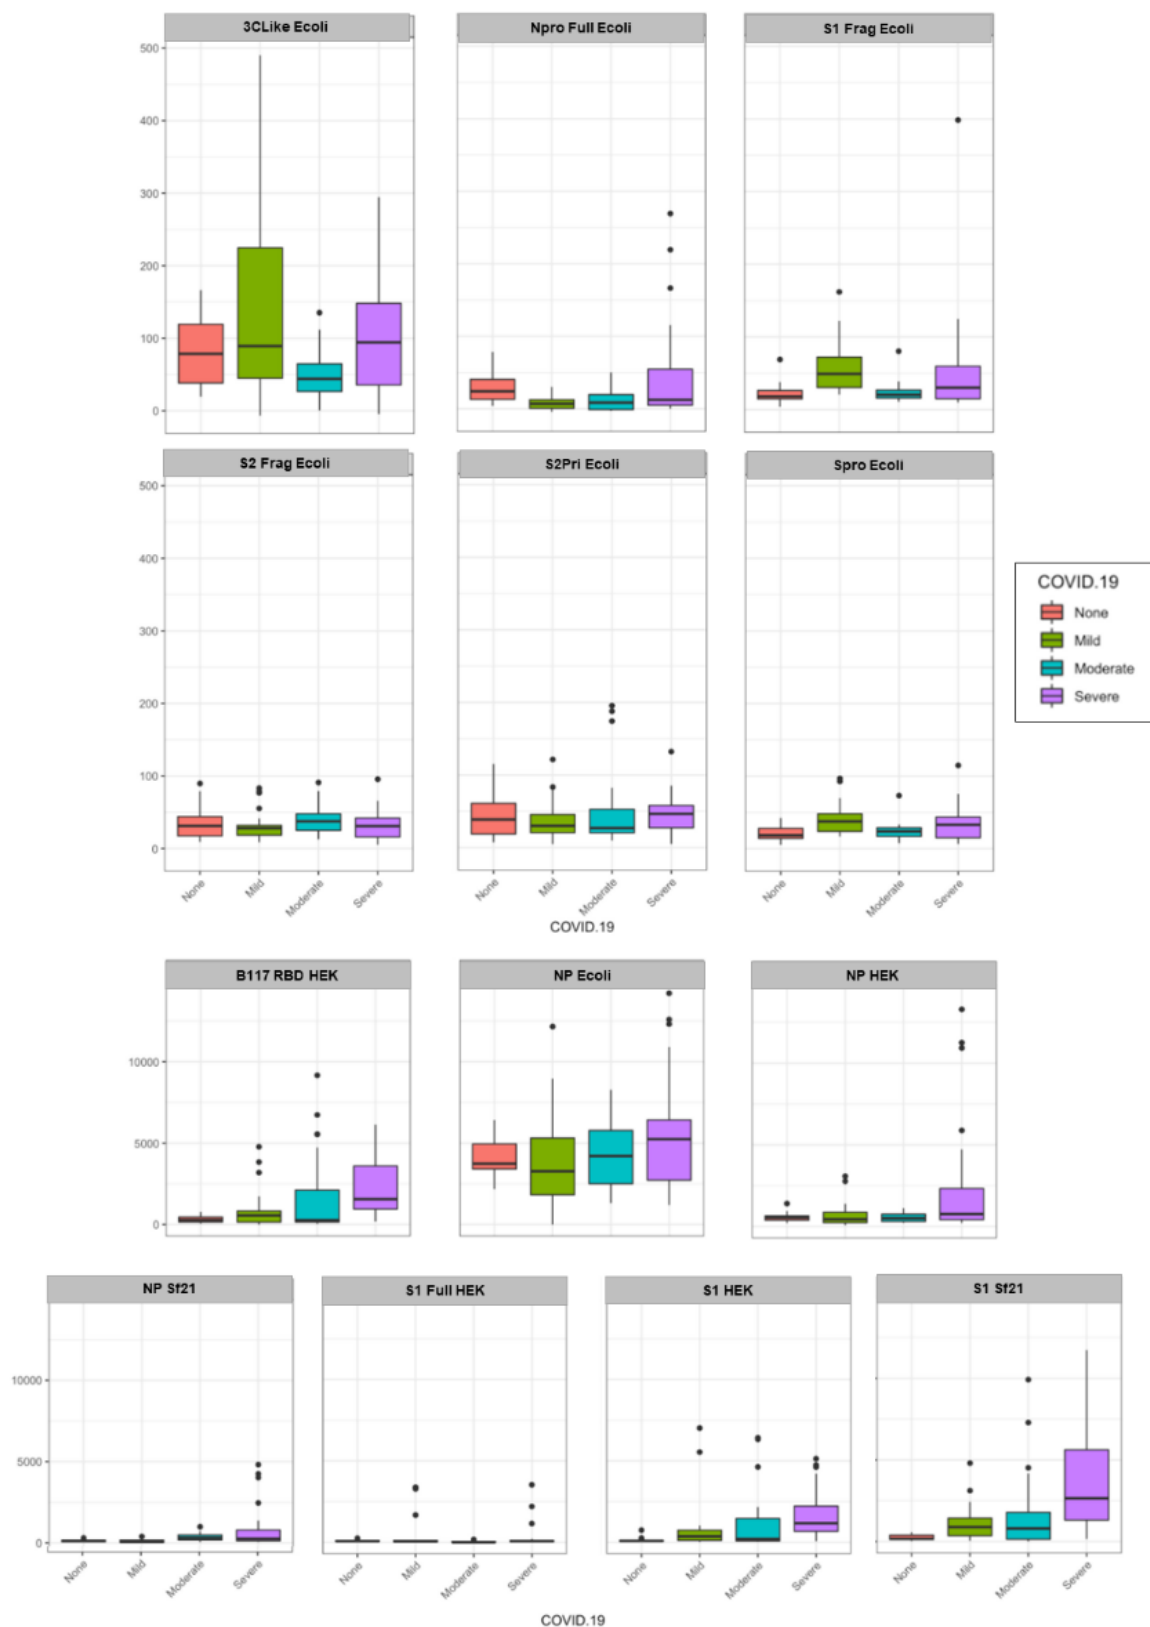 3CLike Ecoli
Npro Full Ecoli
S1 Frag Ecoli
500
400
300
200
100
0
S2 Frag Ecoli
S2Pri Ecoli
Spro Ecoli
500
400
300
200
100
0
None
Mild
Moderate
Severe
None
Mild
Moderate
Severe
None
Mild
Moderate
Severe
COVID.19
COVID.19
None
Mild
Moderate
Severe
B117 RBD HEK
NP Ecoli
NP HEK
10000
5000
0
NP Sf21
S1 Full HEK
S1 HEK
S1 Sf21
10000
5000
0
None
Mild
Moderate
Severe
None
Mild
Moderate
Severe
None
Mild
Moderate
Severe
None
Mild
Moderate
Severe
COVID.19